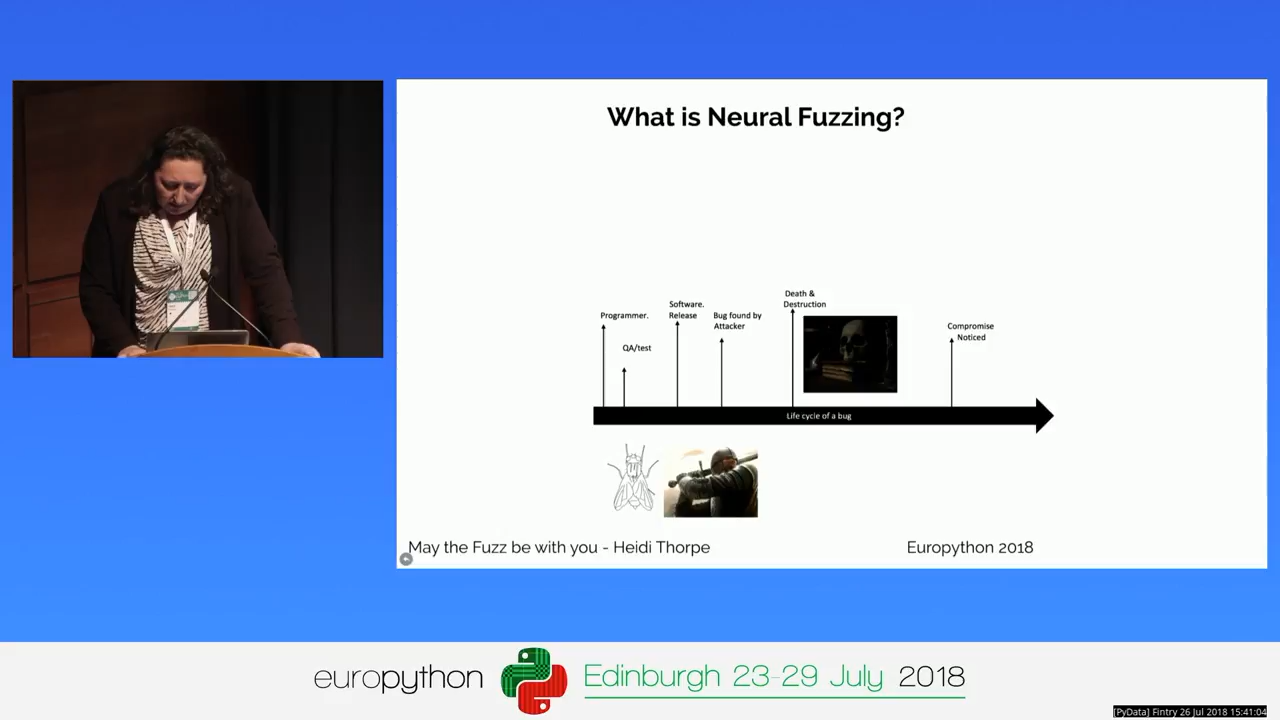 What is Neural Fuzzing?
Death &
Destruction
Software.
Release
Programmer.
Bug found by
Attacker
Compromise
Noticed
QA/test
Life cycle of a bug
May the Fuzz be with you - Heidi Thorpe
Europython 2018
europython
Edinburgh 23-29 July 2018
[PyData] Fintry 26 Jul 2018 15:41:04